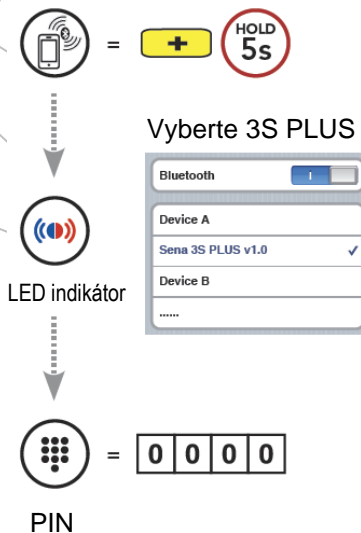 = + HOLD
5s
Vyberte 3S PLUS
Bluetooth I
Device A
Sena 3S PLUS v1.0 ✓
Device B
......
LED indikátor
= 0 0 0 0
PIN